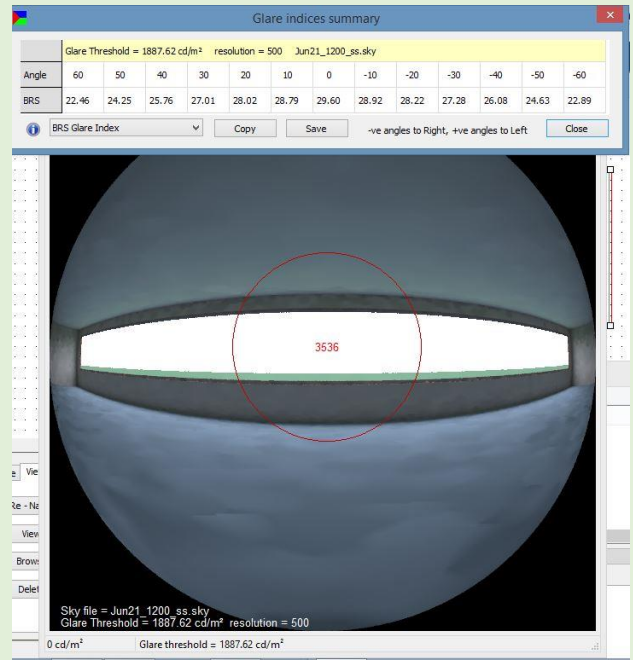 Glare indices summary
Glare Threshold = 1887.62 cd/m² resolution = 500 Jun21_1200_ss.sky
Angle 60 50 40 30 20 10 0 -10 -20 -30 -40 -50 -60
BRS 22.46 24.25 25.76 27.01 28.02 28.79 29.60 28.92 28.22 27.28 26.08 24.63 22.89
BRS Glare Index Copy Save -ve angles to Right, +ve angles to Left Close
3536
Vie
Re - Na
View
Brows
Delet
Sky file = Jun21_1200_ss.sky
Glare Threshold = 1887.62 cd/m² resolution = 500
0 cd/m² Glare threshold = 1887.62 cd/m²